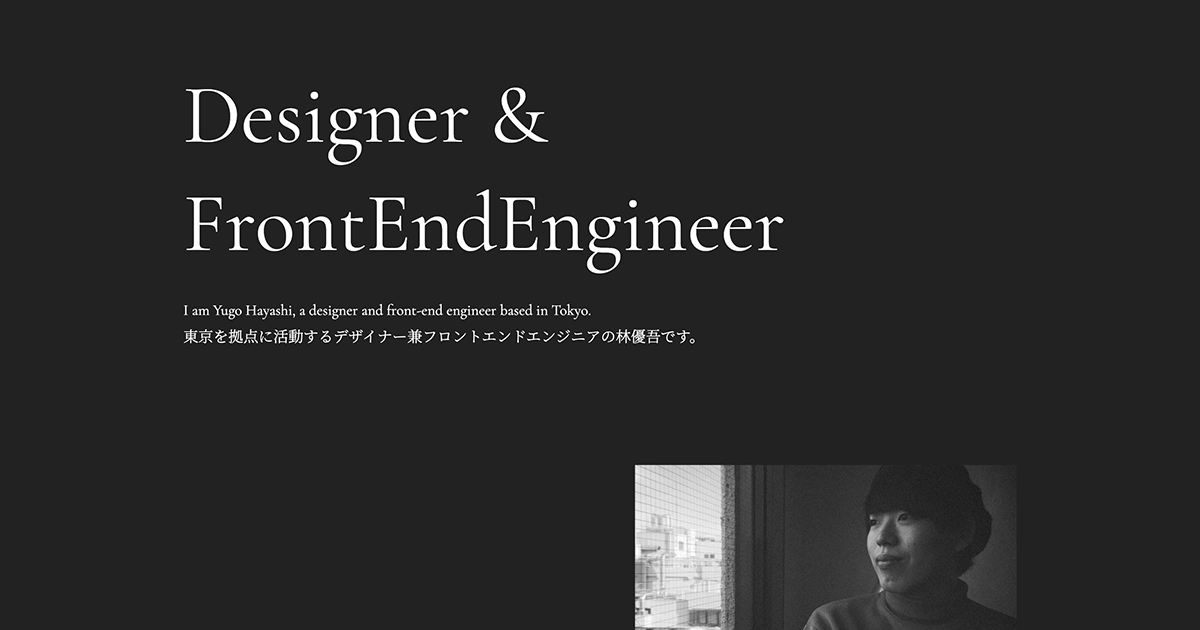 Designer &
FrontEndEngineer
I am Yugo Hayashi, a designer and front-end engineer based in Tokyo.
東京を拠点に活動するデザイナー兼フロントエンドエンジニアの林優吾です。